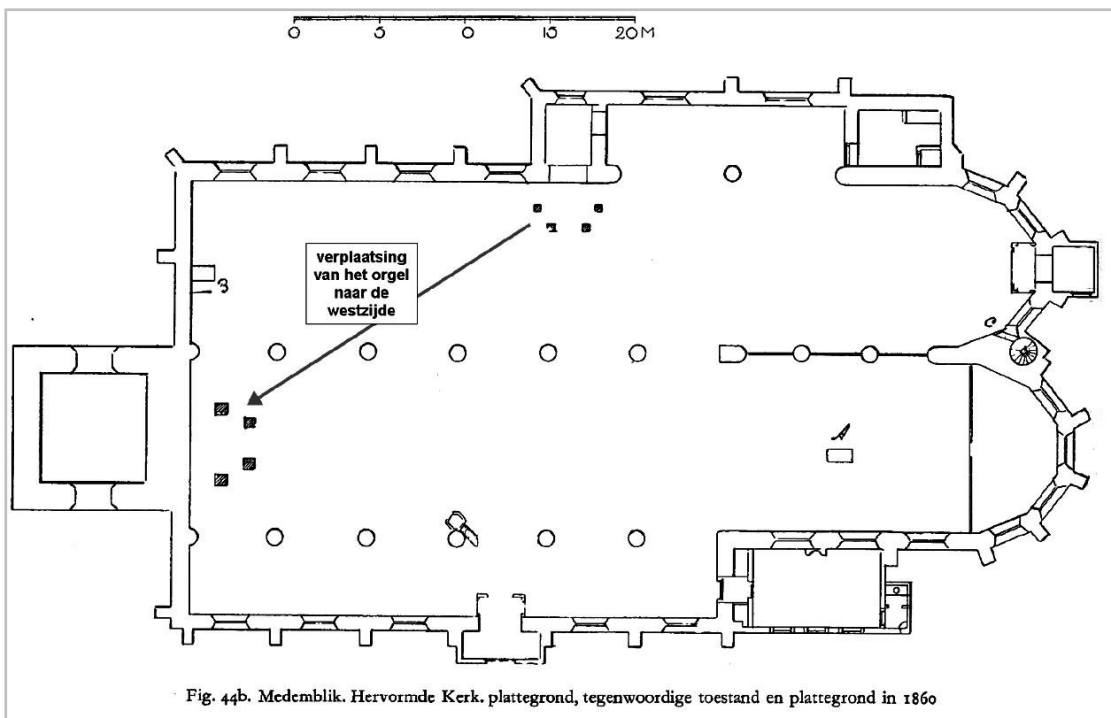 0 5 0 15 20 M
verplaatsing
van het orgel
naar de
westzijde
B
C
A
Fig. 44b. Medemblik. Hervormde Kerk. plattegrond, tegenwoordige toestand en plattegrond in 1860